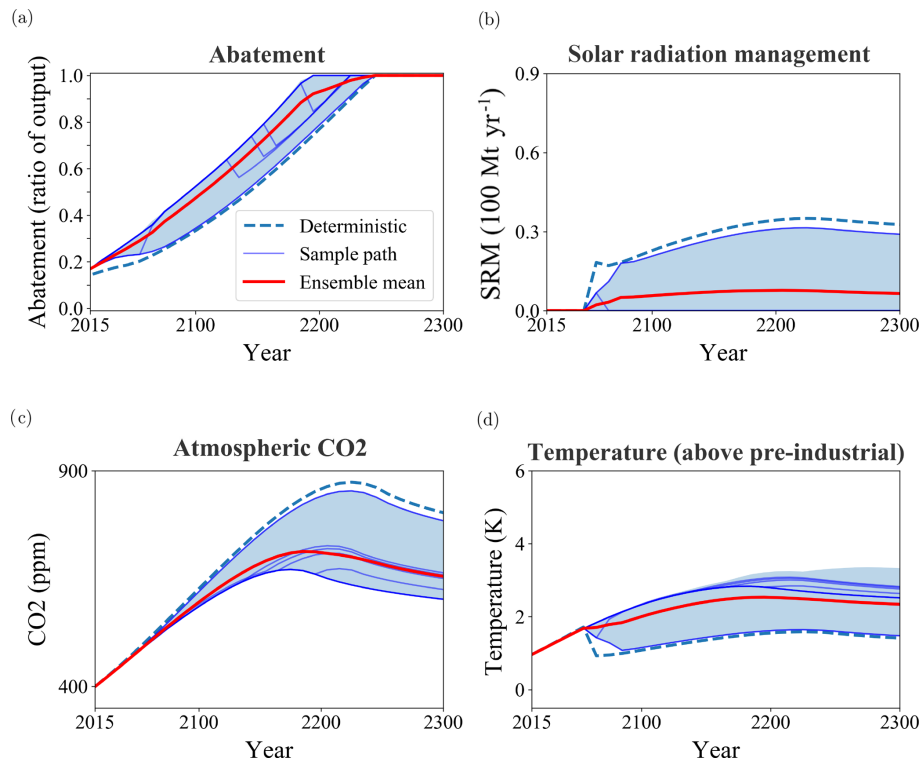 (a)
Abatement
Abatement (ratio of output)
1.0
0.8
0.6
0.4
0.2
0.0
2015
2100
2200
2300
Year
Deterministic
Sample path
Ensemble mean
(b)
Solar radiation management
SRM (100 Mt yr-1)
0.9
0.6
0.3
0.0
2015
2100
2200
2300
Year
(c)
Atmospheric CO2
CO2 (ppm)
900
400
2015
2100
2200
2300
Year
(d)
Temperature (above pre-industrial)
Temperature (K)
6
4
2
0
2015
2100
2200
2300
Year